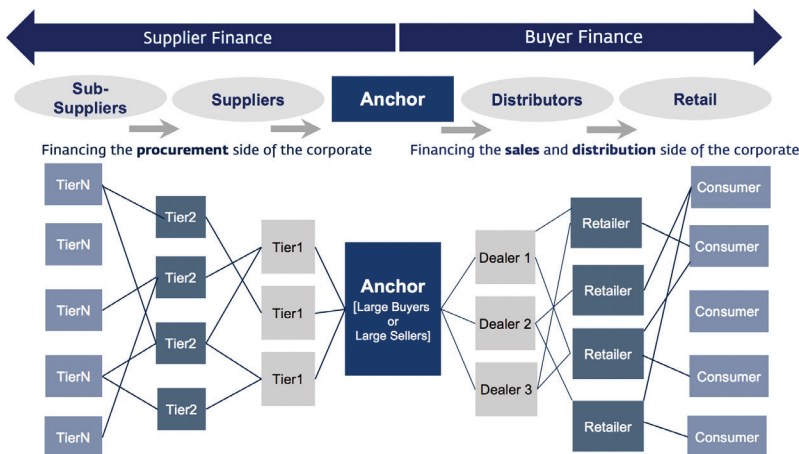 Supplier Finance
Buyer Finance
Sub-
Suppliers
Suppliers
Anchor
Distributors
Retail
Financing the procurement side of the corporate
Financing the sales and distribution side of the corporate
TierN
TierN
TierN
TierN
TierN
Tier2
Tier2
Tier2
Tier2
Tier1
Tier1
Tier1
Anchor
[Large Buyers
or
Large Sellers]
Dealer 1
Dealer 2
Dealer 3
Retailer
Retailer
Retailer
Retailer
Consumer
Consumer
Consumer
Consumer
Consumer